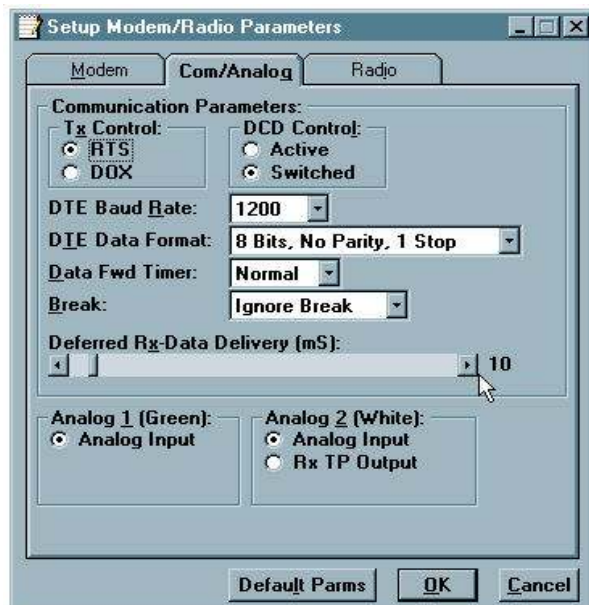 Setup Modem/Radio Parameters
Modem Com/Analog Radio
Communication Parameters:
Tx Control: DCD Control:
RTS Active
DOX Switched
DTE Baud Rate: 1200
DTE Data Format: 8 Bits, No Parity, 1 Stop
Data Fwd Timer: Normal
Break: Ignore Break
Deferred Rx-Data Delivery (mS):
10
Analog 1 (Green): Analog 2 (White):
Analog Input Analog Input
Rx TP Output
Default Parms OK Cancel